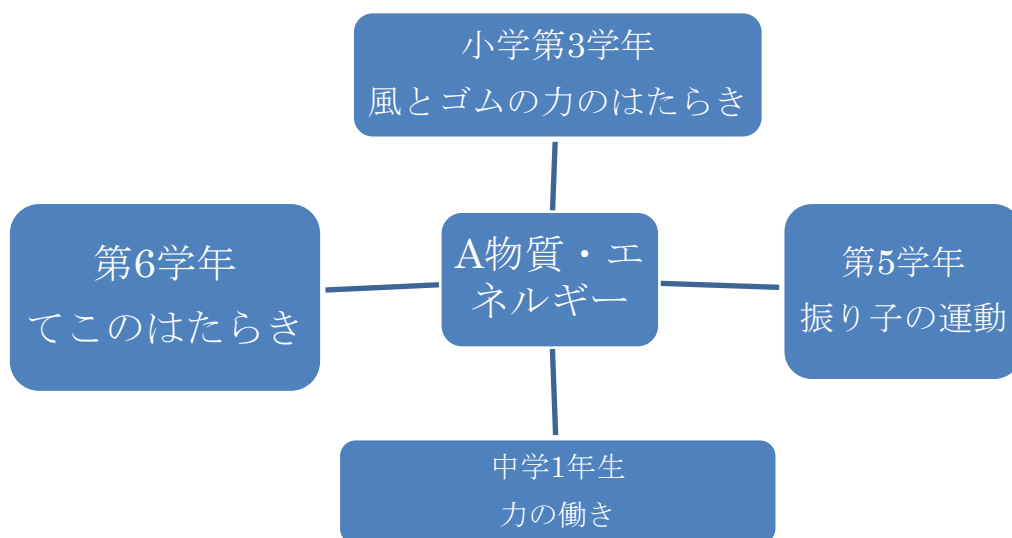 小学第3学年
風とゴムの力のはたらき
第6学年
てこのはたらき
A物質・エ
ネルギー
第5学年
振り子の運動
中学1年生
力の働き